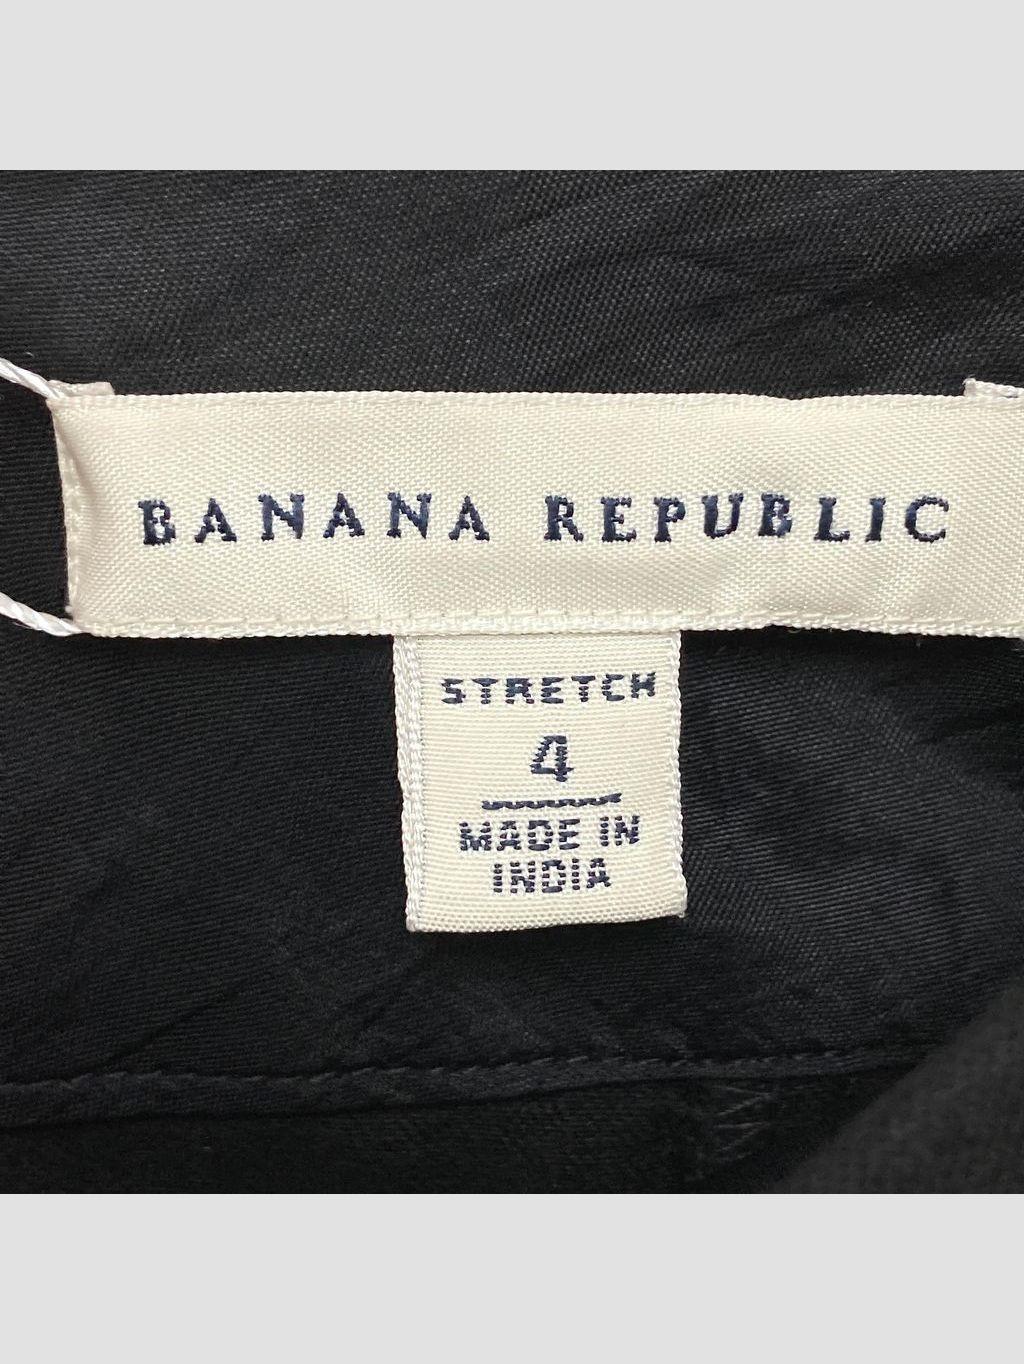 BANANA REPUBLIC
STRETCH
4
MADE IN
INDIA